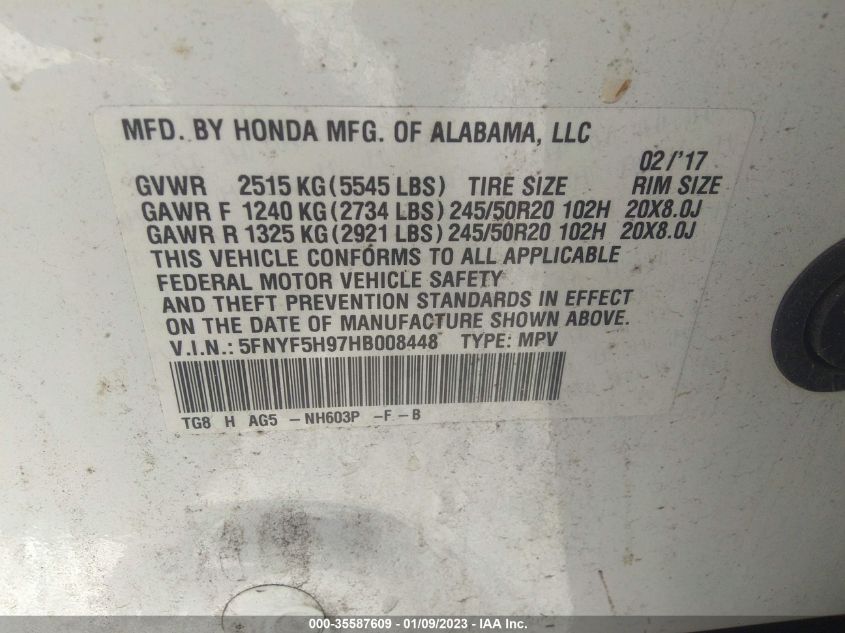 MFD. BY HONDA MFG. OF ALABAMA, LLC
02/'17
GVWR 2515 KG (5545 LBS) TIRE SIZE RIM SIZE
GAWR F 1240 KG (2734 LBS) 245/50R20 102H 20X8.0J
GAWR R 1325 KG (2921 LBS) 245/50R20 102H 20X8.0J
THIS VEHICLE CONFORMS TO ALL APPLICABLE
FEDERAL MOTOR VEHICLE SAFETY
AND THEFT PREVENTION STANDARDS IN EFFECT
ON THE DATE OF MANUFACTURE SHOWN ABOVE.
V.I.N.: 5FNYF5H97HB008448 TYPE: MPV
TG8 H AG5 -NH603P -F-B
000-35587609 - 01/09/2023 - IAA Inc.